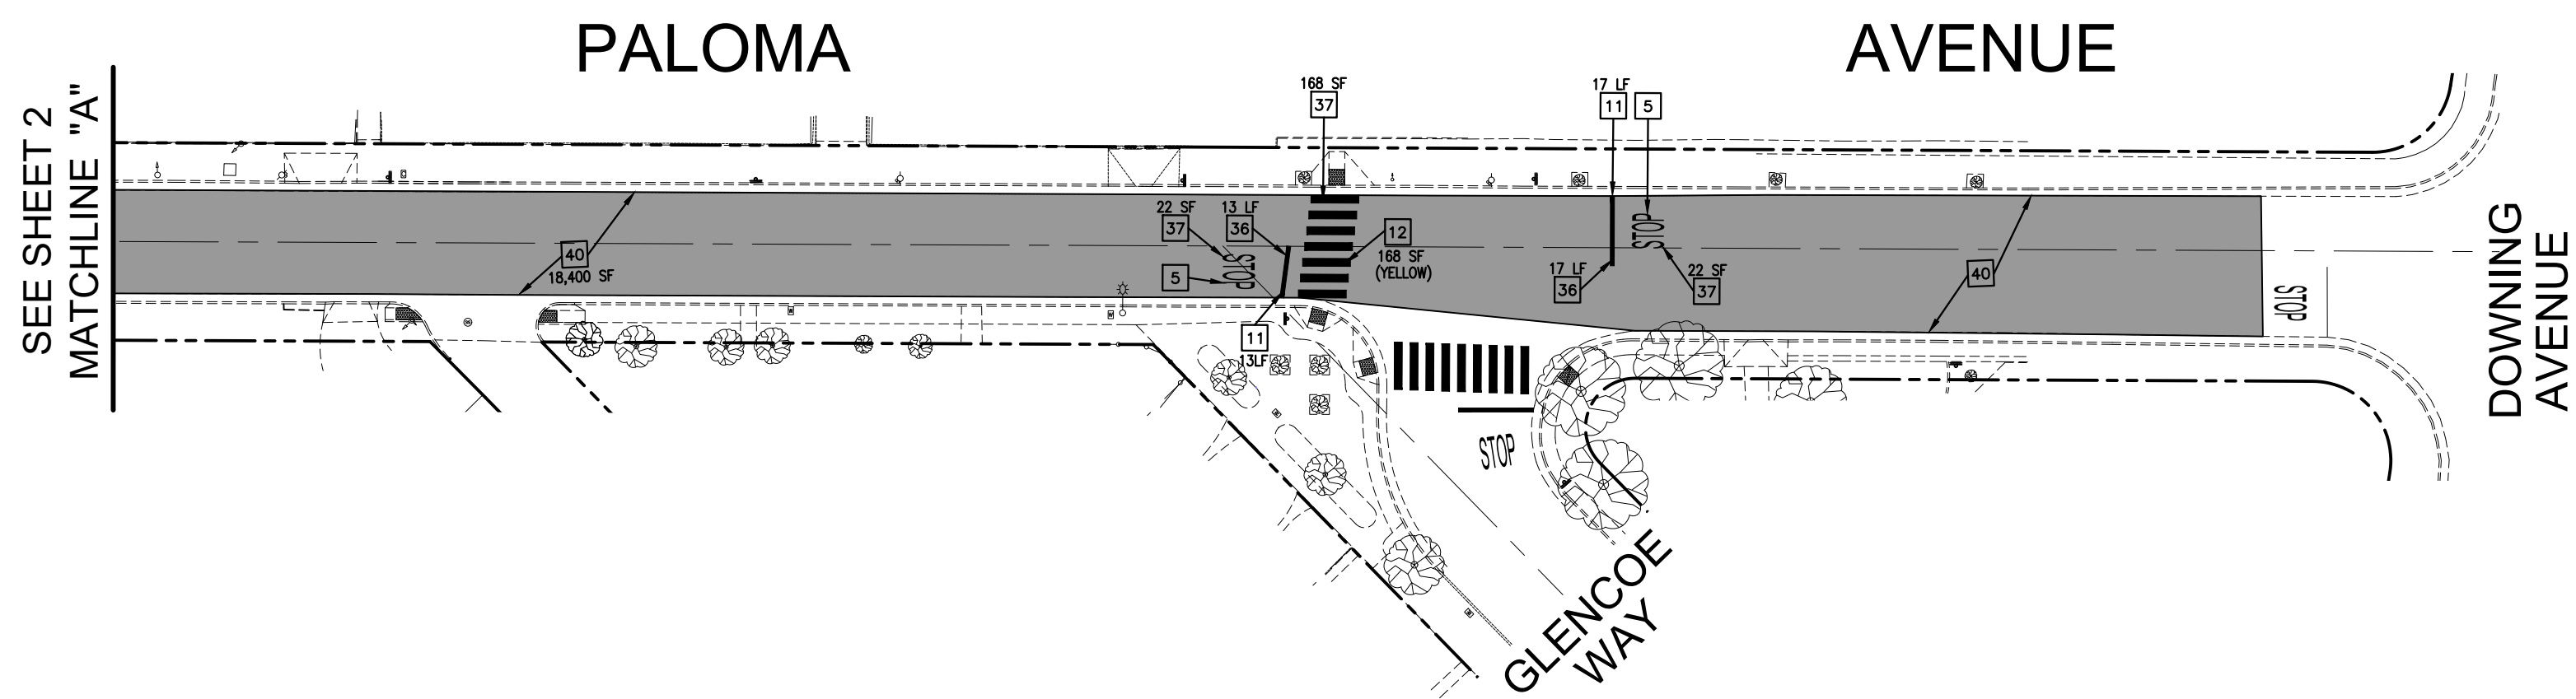 PALOMA AVENUE
SEE SHEET 2
MATCHLINE "A"
168 SF
37
17 LF
11
5
22 SF
37
13 LF
36
5
11
13LF
12
168 SF
(YELLOW)
STOP
STOP
17 LF
36
22 SF
37
40
18,400 SF
40
STOP
STOP
DOWNING
AVENUE
GLENCOE
WAY